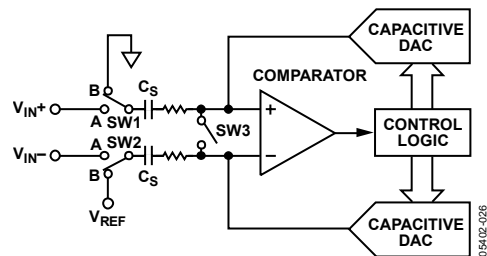 CAPACITIVE
DAC
COMPARATOR
B
CS
VIN+
A SW1
+
SW3
CONTROL
LOGIC
VIN–
A SW2
–
B
CS
VREF
CAPACITIVE
DAC
05402-026